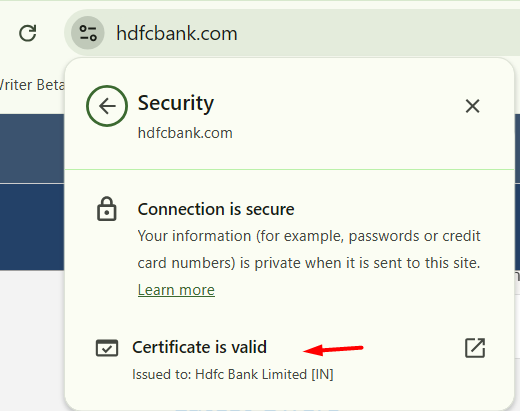 hdfcbank.com
Writer Beta
Security
hdfcbank.com
Connection is secure
Your information (for example, passwords or credit
card numbers) is private when it is sent to this site.
Learn more
Certificate is valid
Issued to: Hdfc Bank Limited [IN]